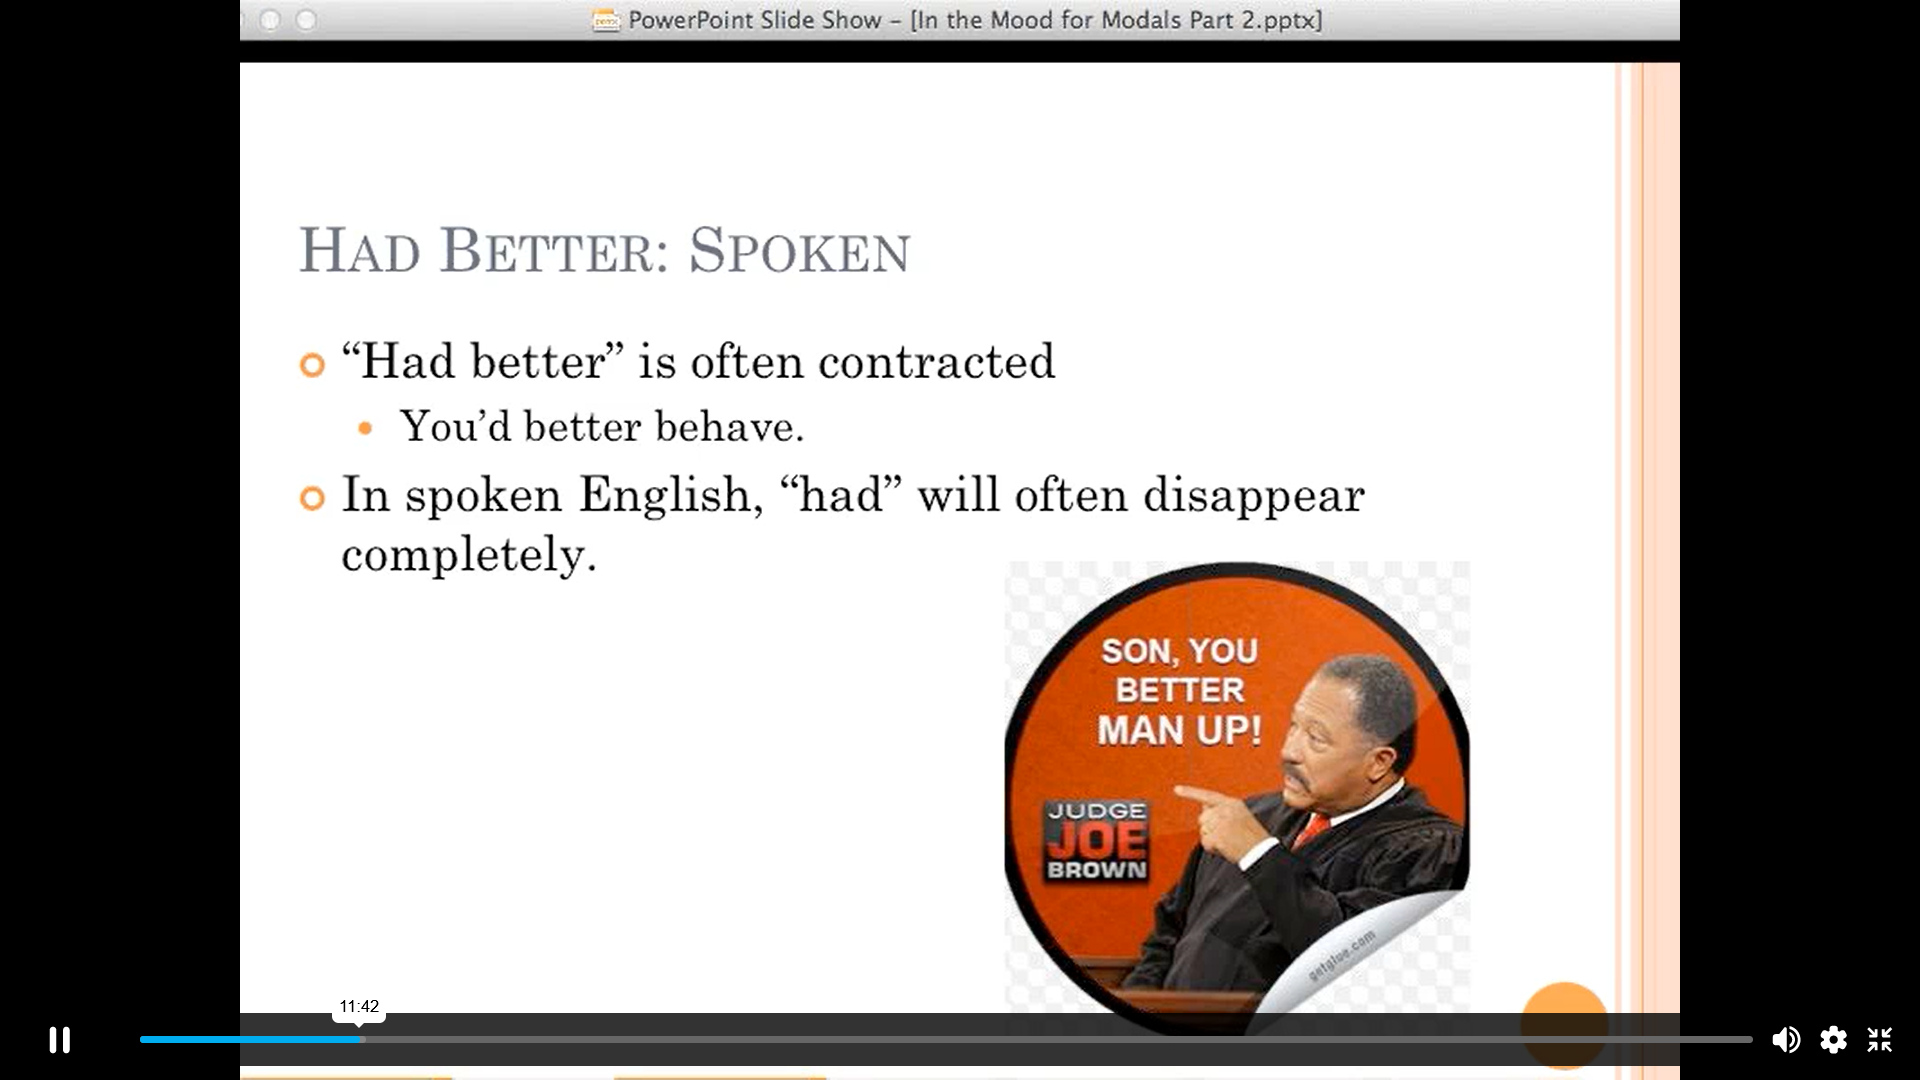 PowerPoint Slide Show – [In the Mood for Modals Part 2.pptx]
HAD BETTER: SPOKEN
“Had better” is often contracted
You’d better behave.
In spoken English, “had” will often disappear
completely.
SON, YOU
BETTER
MAN UP!
JUDGE
JOE
BROWN
getglue.com
11:42